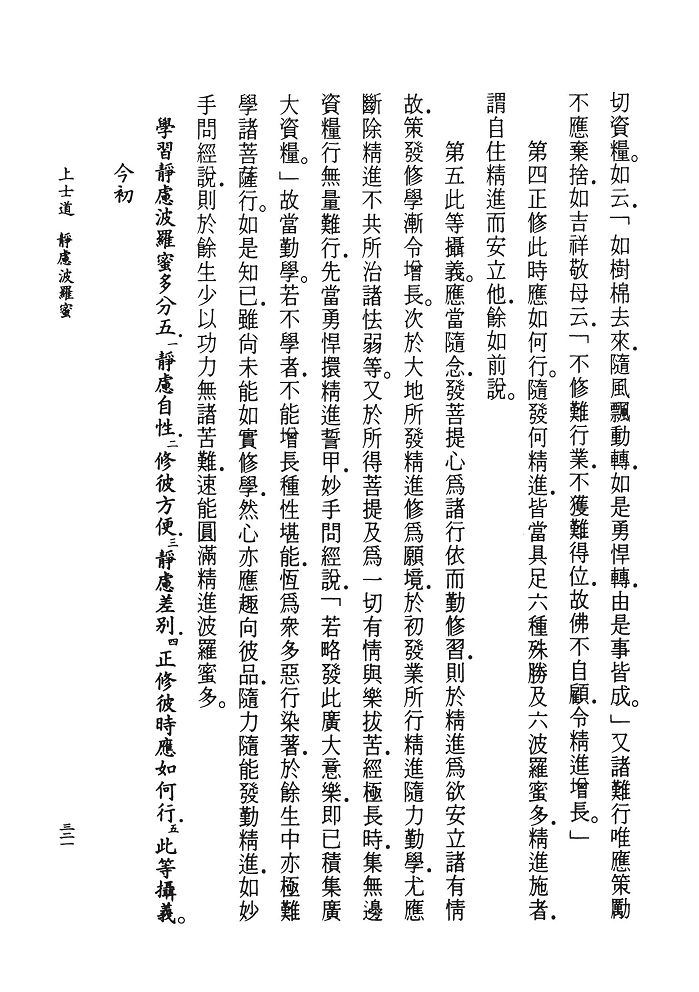 切資糧。如云．「如樹棉去來．隨風飄動轉．如是勇悍轉．由是事皆成。」又諸難行唯應策勵
不應棄捨．如吉祥敬母云．「不修難行業．不獲難得位．故佛不自顧．令精進增長。」
第四正修此時應如何行。隨發何精進．皆當具足六種殊勝及六波羅蜜多．精進施者．
謂自住精進而安立他．餘如前說。
第五此等攝義。應當隨念．發菩提心爲諸行依而勤修習．則於精進爲欲安立諸有情
故．策發修學漸令增長。次於大地所發精進修爲願境．於初發業所行精進隨力勤學．尤應
斷除精進不共所治諸怯弱等。又於所得菩提及爲一切有情與樂拔苦．經極長時．集無邊
資糧行無量難行．先當勇悍擐精進誓甲．妙手問經說．「若略發此廣大意樂．即已積集廣
大資糧。」故當勤學。若不學者．不能增長種性堪能．恆爲衆多惡行染著．於餘生中亦極難
學諸菩薩行。如是知已．雖尙未能如實修學．然心亦應趣向彼品．隨力隨能發勤精進．如妙
手問經說．則於餘生少以功力無諸苦難．速能圓滿精進波羅蜜多。
學習靜慮波羅蜜多分五．一靜慮自性．二修彼方便．三靜慮差别．四正修彼時應如何行．五此等攝義。
今初
上士道 靜慮波羅蜜
三二一